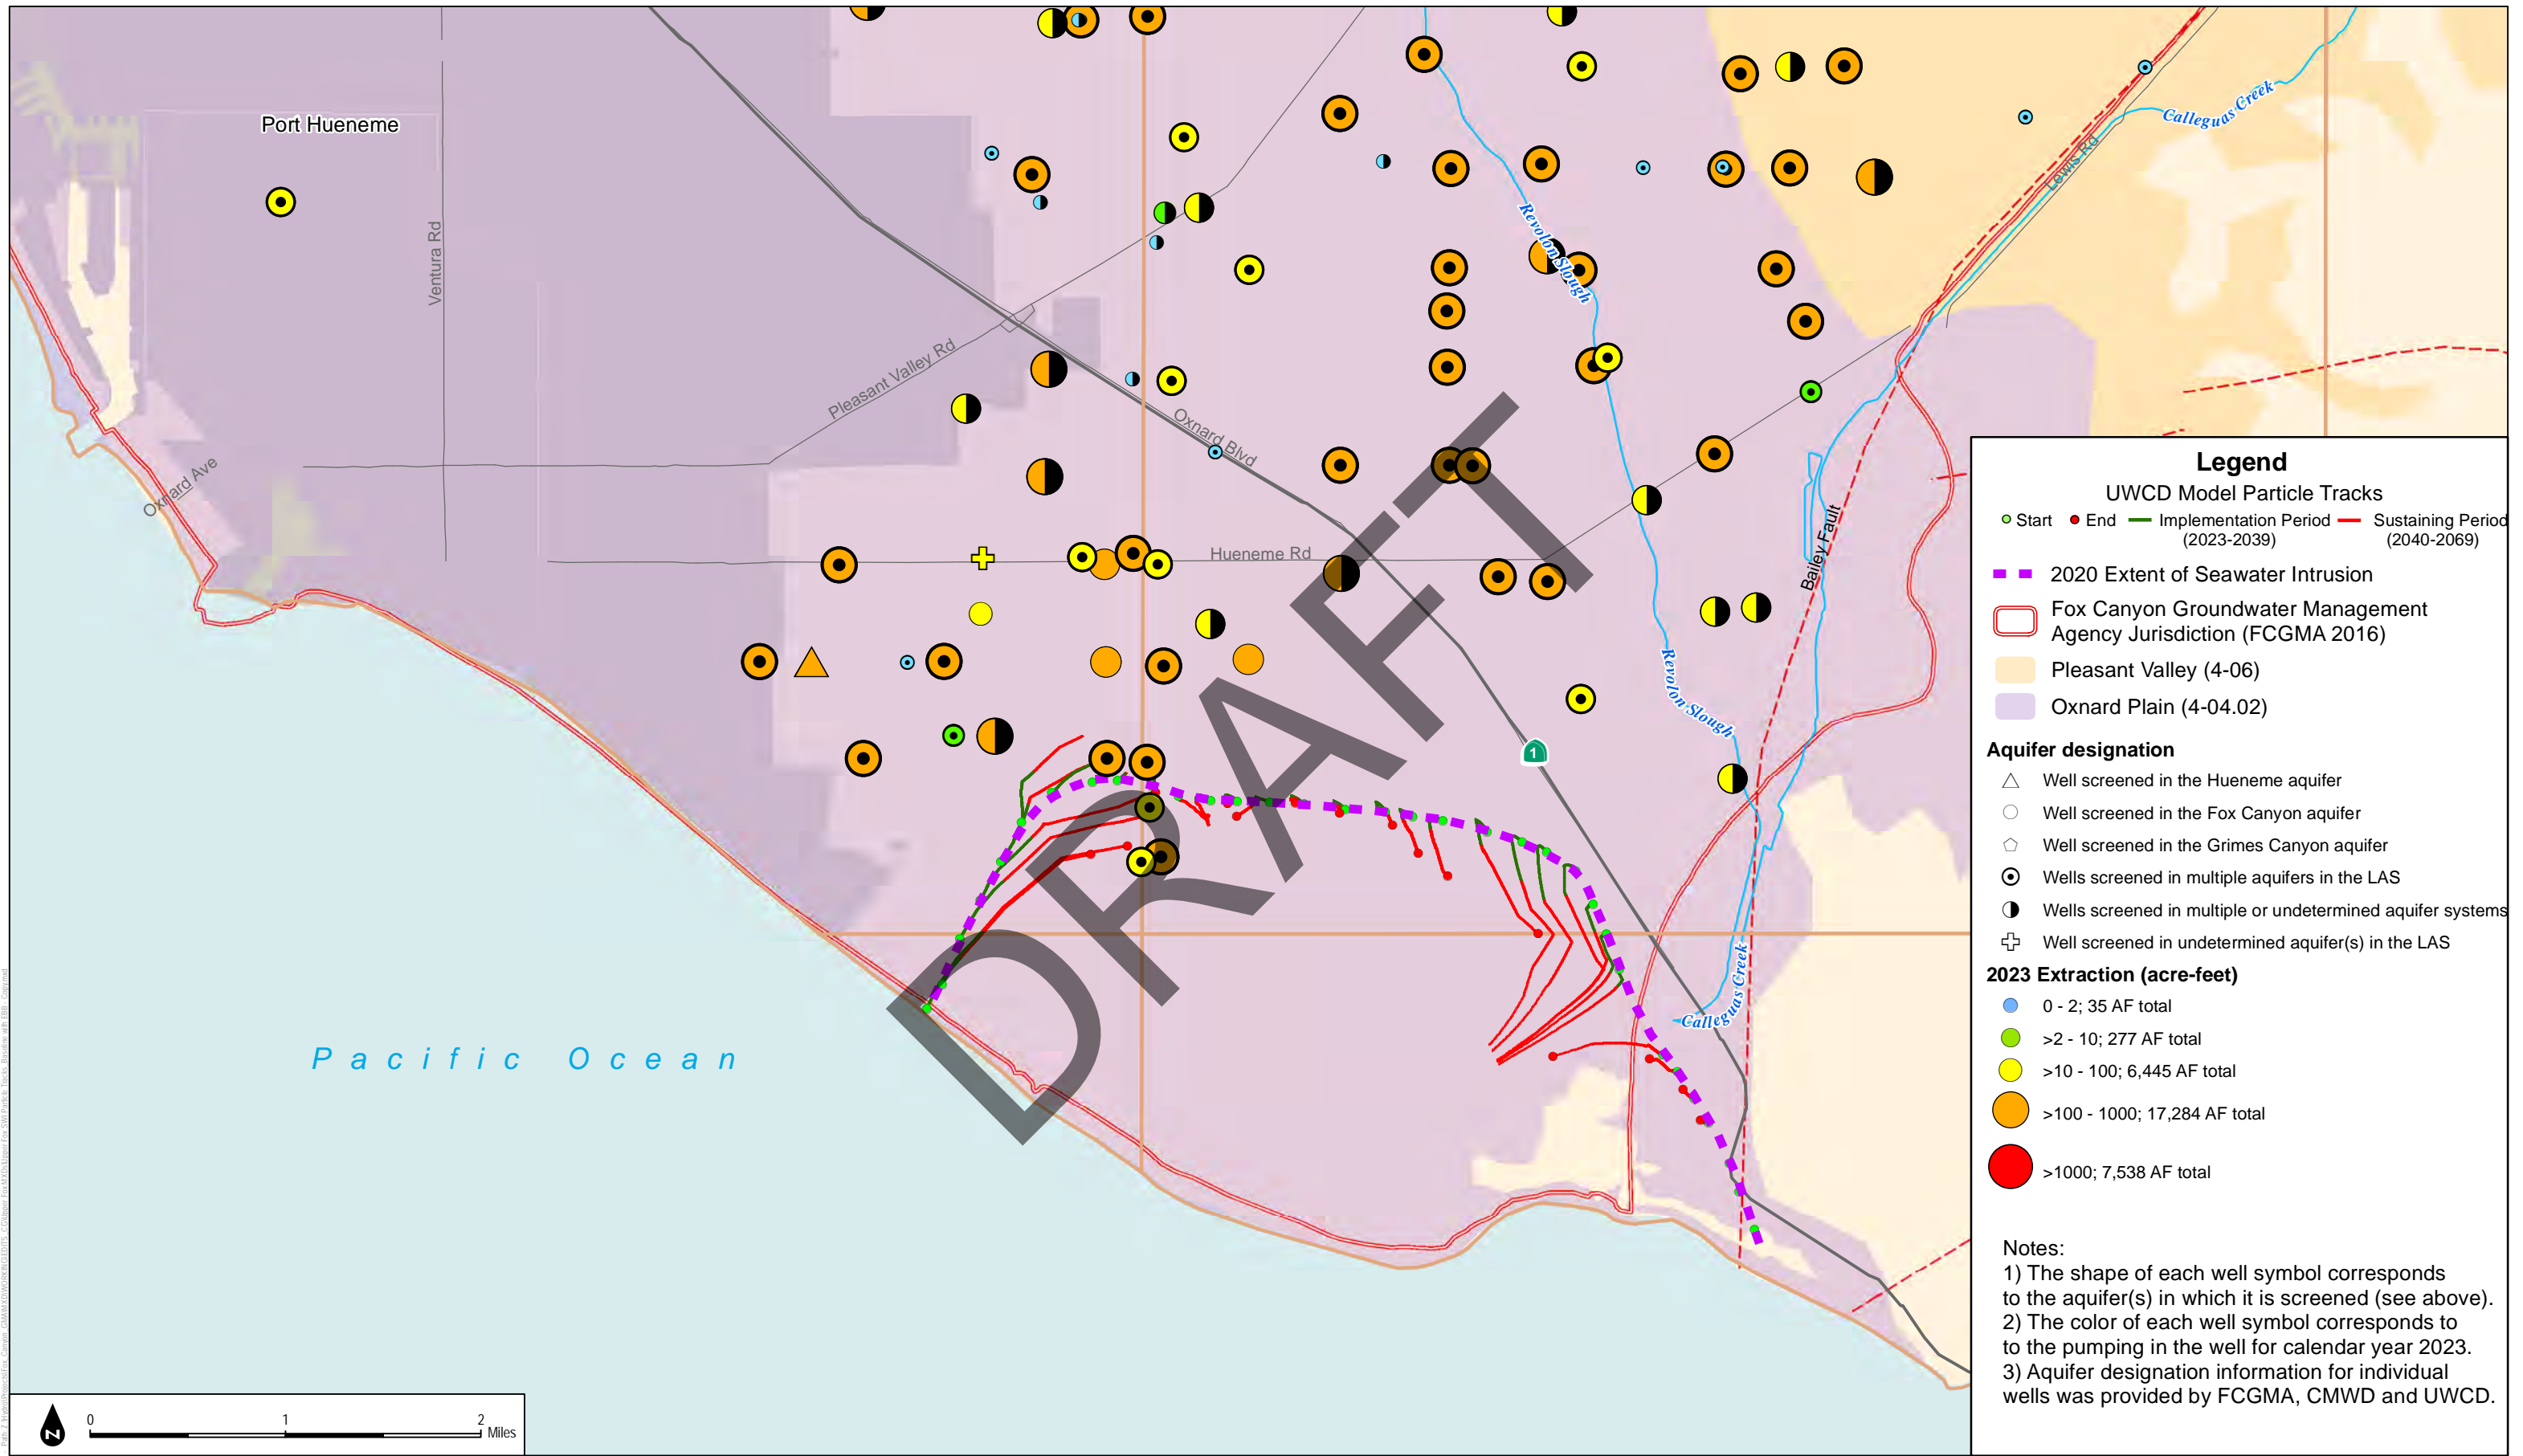 Port Hueneme
Ventura Rd
Oxnard Ave
Pleasant Valley Rd
Oxnard Blvd
Hueneme Rd
Revolon Slough
Revolon Slough
Calleguas Creek
Calleguas Creek
Lewis Rd
Bailey Fault
1
Pacific Ocean
DRAFT
0 1 2
Miles
N
Legend
UWCD Model Particle Tracks
Start End Implementation Period Sustaining Period
(2023-2039) (2040-2069)
2020 Extent of Seawater Intrusion
Fox Canyon Groundwater Management
Agency Jurisdiction (FCGMA 2016)
Pleasant Valley (4-06)
Oxnard Plain (4-04.02)
Aquifer designation
Well screened in the Hueneme aquifer
Well screened in the Fox Canyon aquifer
Well screened in the Grimes Canyon aquifer
Wells screened in multiple aquifers in the LAS
Wells screened in multiple or undetermined aquifer systems
Well screened in undetermined aquifer(s) in the LAS
2023 Extraction (acre-feet)
0 - 2; 35 AF total
>2 - 10; 277 AF total
>10 - 100; 6,445 AF total
>100 - 1000; 17,284 AF total
>1000; 7,538 AF total
Notes:
1) The shape of each well symbol corresponds
to the aquifer(s) in which it is screened (see above).
2) The color of each well symbol corresponds to
to the pumping in the well for calendar year 2023.
3) Aquifer designation information for individual
wells was provided by FCGMA, CMWD and UWCD.